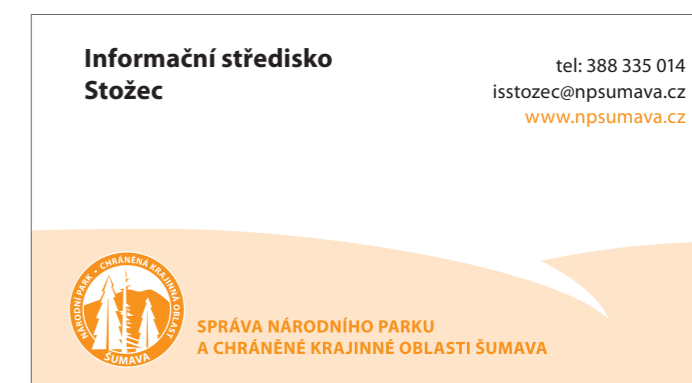 Informační středisko
Stožec
tel: 388 335 014
isstozec@npsumava.cz
www.npsumava.cz
NÁRODNÍ PARK • CHRÁNĚNÁ KRAJINNÁ OBLAST
ŠUMAVA
SPRÁVA NÁRODNÍHO PARKU
A CHRÁNĚNÉ KRAJINNÉ OBLASTI ŠUMAVA